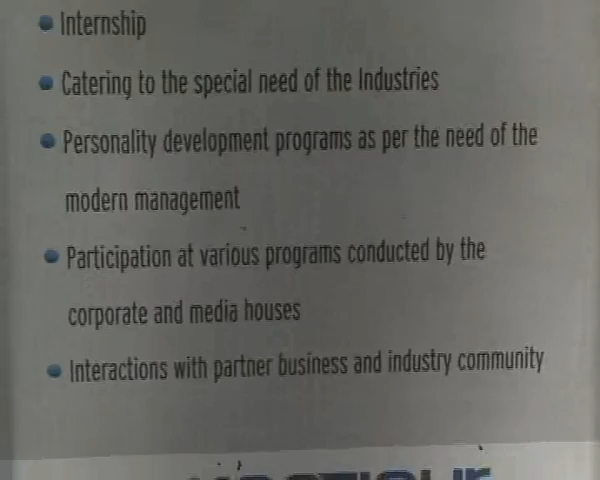 Internship
Catering to the special need of the Industries
Personality development programs as per the need of the
modern management
Participation at various programs conducted by the
corporate and media houses
Interactions with partner business and industry community